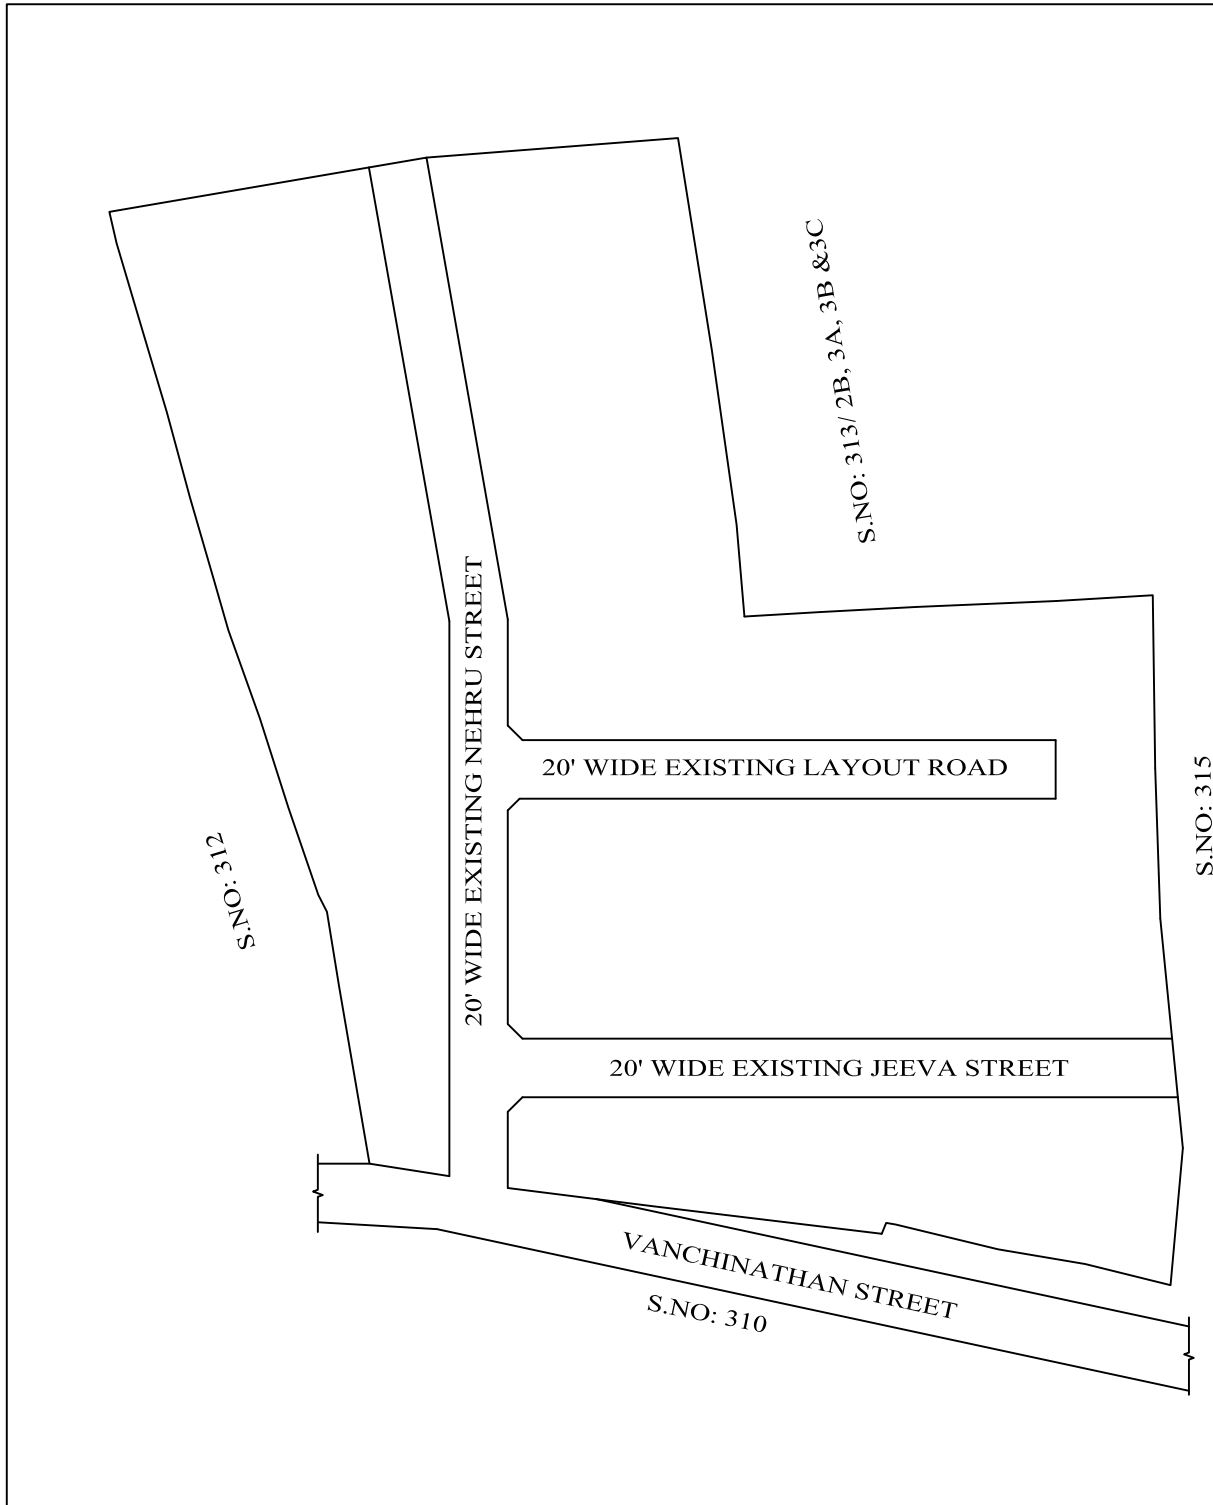 S.NO: 313/ 2B, 3A, 3B &3C
20' WIDE EXISTING NEHRU STREET
20' WIDE EXISTING LAYOUT ROAD
S.NO: 315
S.NO: 312
20' WIDE EXISTING JEEVA STREET
VANCHINATHAN STREET
S.NO: 310